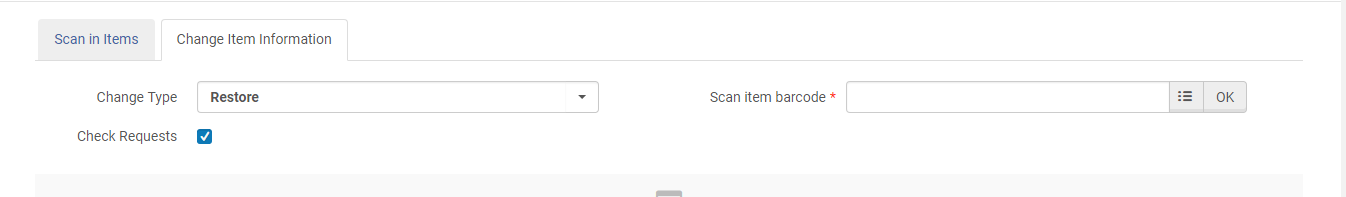 Scan in Items Change Item Information
Change Type Restore Scan item barcode * OK
Check Requests